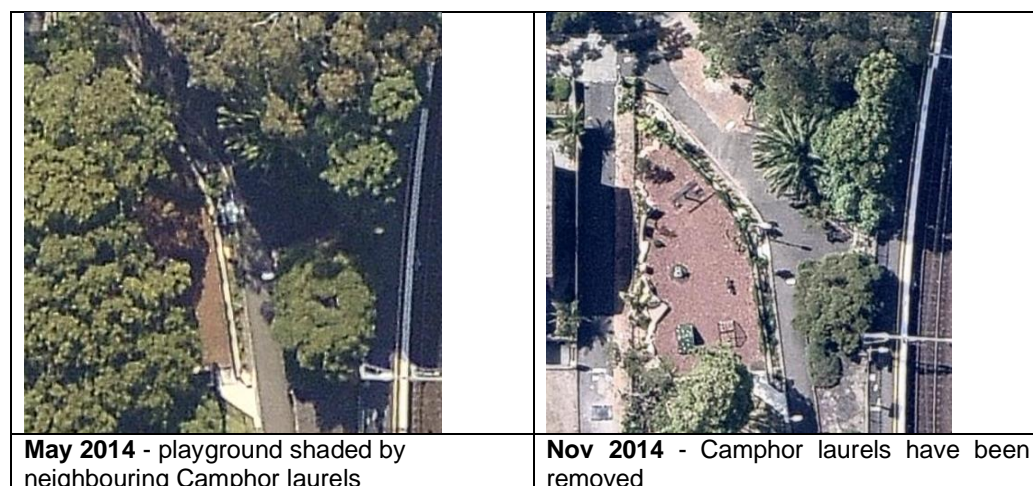 May 2014 - playground shaded by
neighbouring Camphor laurels
Nov 2014 - Camphor laurels have been
removed